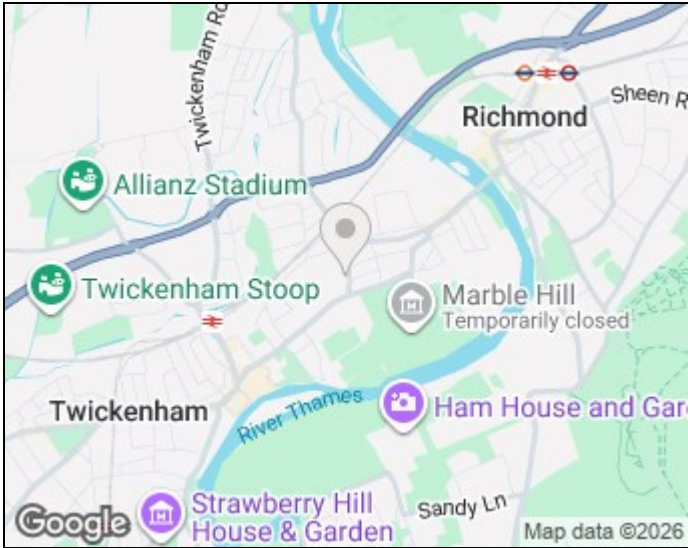 Twickenham Ro
Richmond
Sheen R
Allianz Stadium
Twickenham Stoop
Marble Hill
Temporarily closed
Twickenham
River Thames
Ham House and Gar
Strawberry Hill
House & Garden
Sandy Ln
Google
Map data ©2026